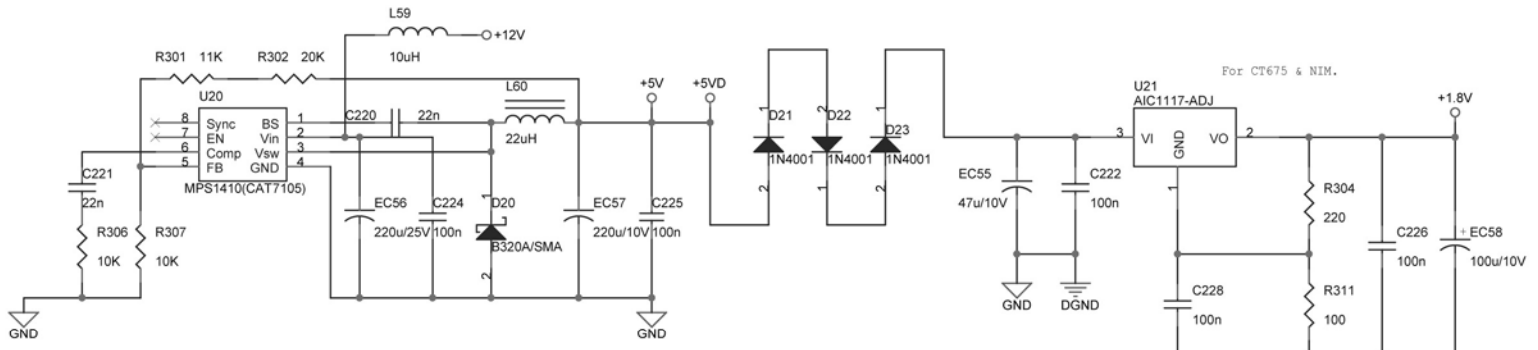 L59
+12V
10uH
R301 11K R302 20K
U20
8 Sync BS 1
7 EN Vin 2
6 Comp Vsw 3
5 FB GND 4
MPS1410(CAT7105)
C220 22n
L60
22uH
+5V
+5VD
C221
22n
R306
10K
R307
10K
GND
EC56
220u/25V
C224
100n
1
D20
B320A/SMA
2
EC57
220u/10V
C225
100n
GND
1
D21
1N4001
2
2
D22
1N4001
1
1
D23
1N4001
2
For CT675 & NIM.
U21
AIC1117-ADJ
3 VI GND VO 2
1
+1.8V
EC55
47u/10V
C222
100n
GND
DGND
R304
220
C228
100n
R311
100
C226
100n
+ EC58
100u/10V